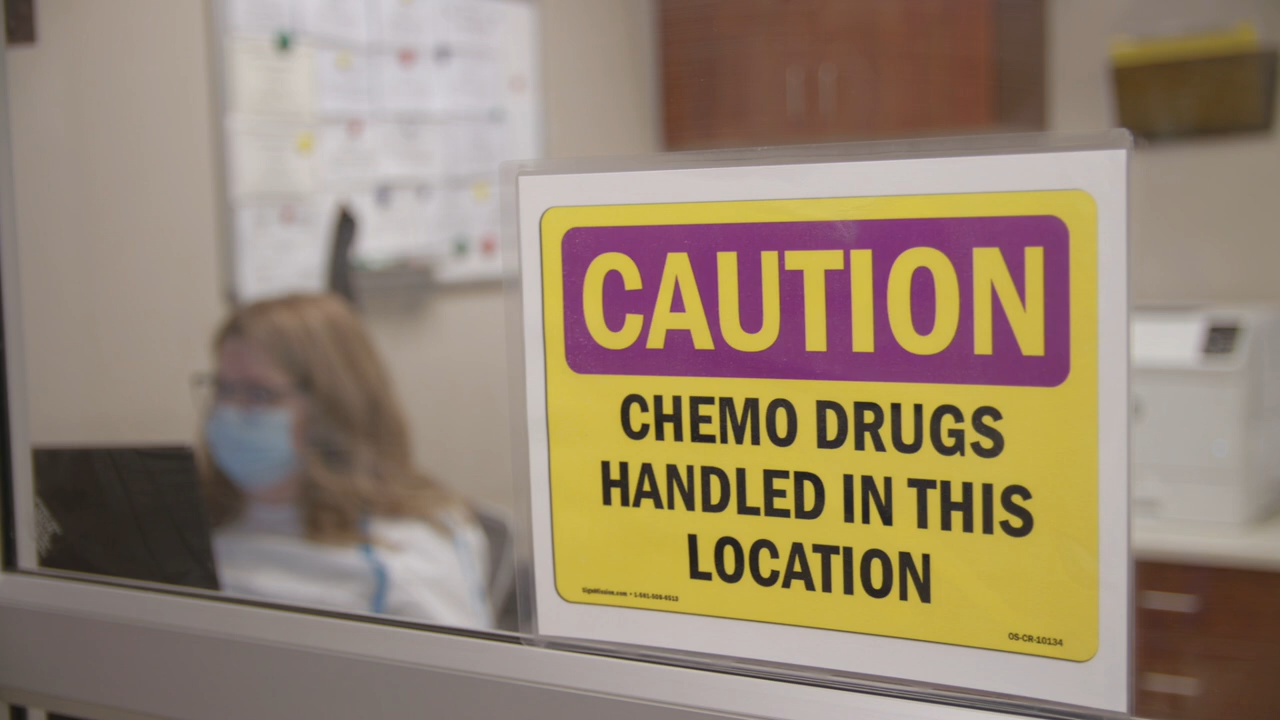 CAUTION
CHEMO DRUGS
HANDLED IN THIS
LOCATION
OS-CR-10134